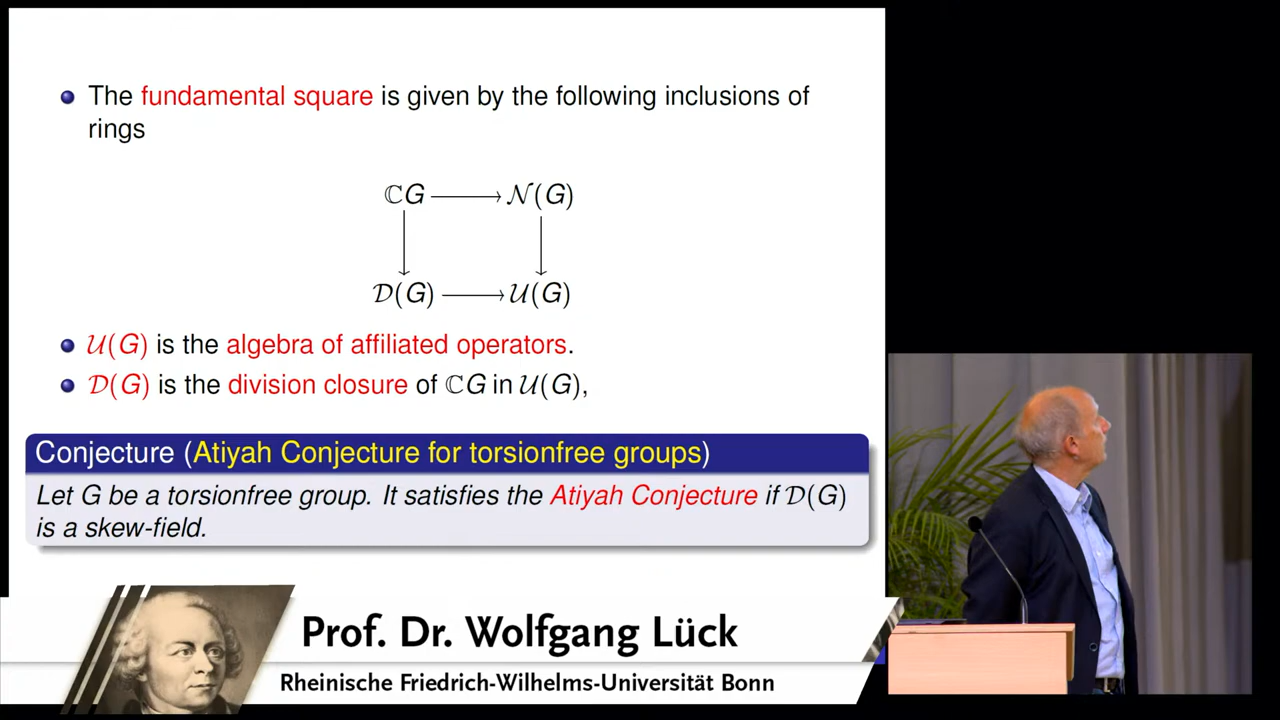 The fundamental square is given by the following inclusions of
rings
ℂG 𝒩(G)
𝒟(G) 𝒰(G)
𝒰(G) is the algebra of affiliated operators.
𝒟(G) is the division closure of ℂG in 𝒰(G),
Conjecture (Atiyah Conjecture for torsionfree groups)
Let G be a torsionfree group. It satisfies the Atiyah Conjecture if 𝒟(G)
is a skew-field.
Prof. Dr. Wolfgang Lück
Rheinische Friedrich-Wilhelms-Universität Bonn